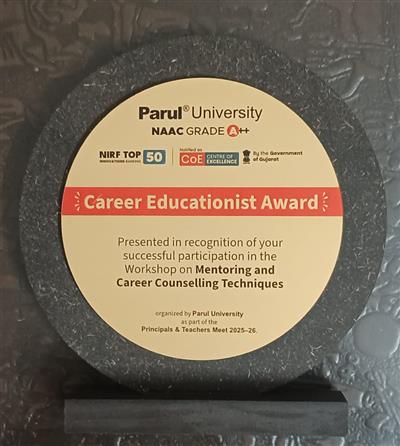 Parul® University
NAAC GRADE A++
NIRF TOP 50
INNOVATIONS RANKING
Notified as
CoE CENTRE OF EXCELLENCE
By the Government of Gujarat
Career Educationist Award
Presented in recognition of your
successful participation in the
Workshop on Mentoring and
Career Counselling Techniques
organized by Parul University
as part of the
Principals & Teachers Meet 2025–26.